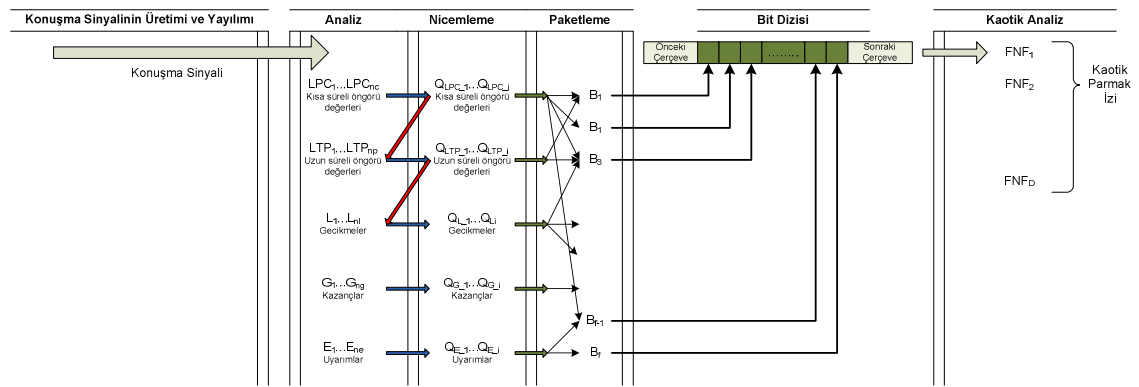 Konuşma Sinyalinin Üretimi ve Yayılımı
Analiz
Nicemleme
Paketleme
Bit Dizisi
Kaotik Analiz
Konuşma Sinyali
Önceki
Çerçeve
........
Sonraki
Çerçeve
FNF1
FNF2
FNFD
Kaotik
Parmak
İzi
LPC1...LPCnc
Kısa süreli öngörü
değerleri
QLPC_1...QLPC_i
Kısa süreli öngörü
değerleri
B1
B1
LTP1...LTPnp
Uzun süreli öngörü
değerleri
QLTP_1...QLTP_i
Uzun süreli öngörü
değerleri
B3
L1...Lnl
Gecikmeler
QL_1...QLi
Gecikmeler
G1...Gng
Kazançlar
QG_1...QG_i
Kazançlar
Bf-1
E1...Ene
Uyarımlar
QE_1...QE_i
Uyarımlar
Bf